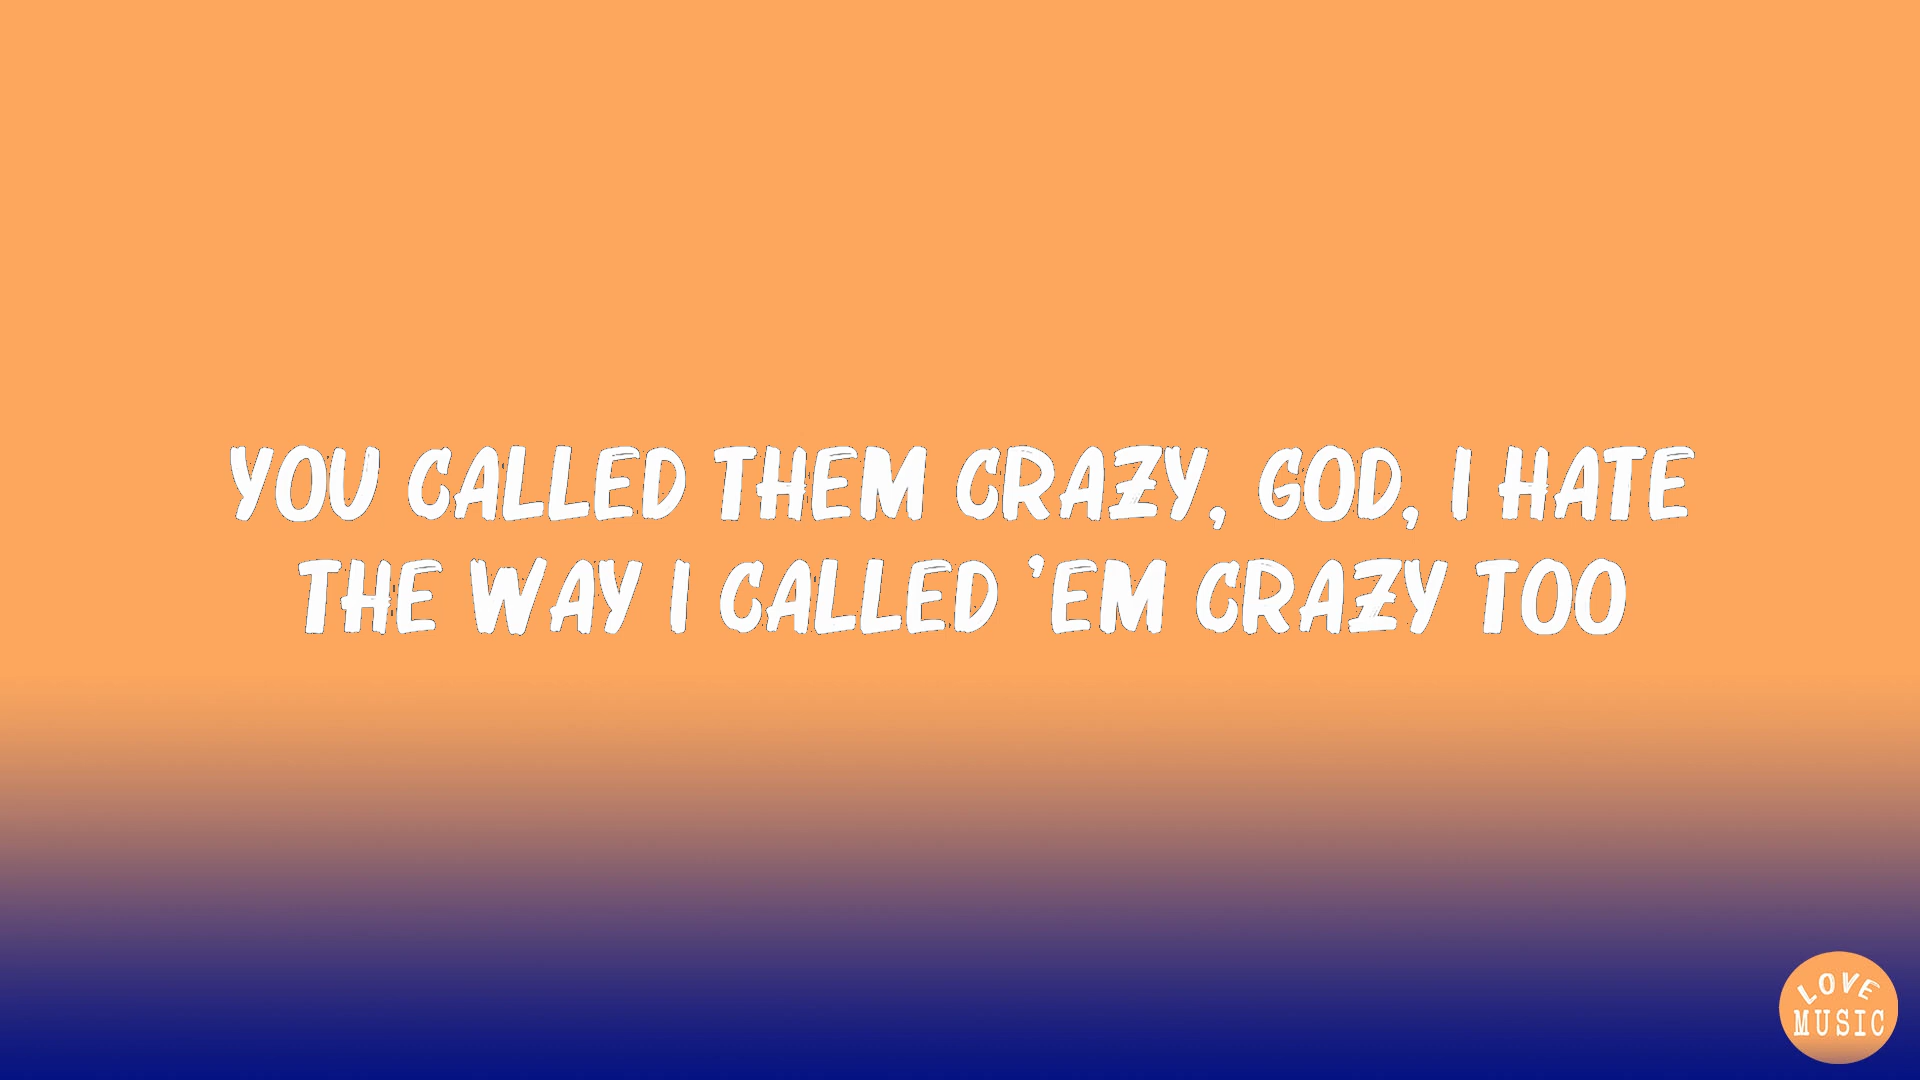 YOU CALLED THEM CRAZY, GOD, I HATE
THE WAY I CALLED 'EM CRAZY TOO
LOVE
MUSIC